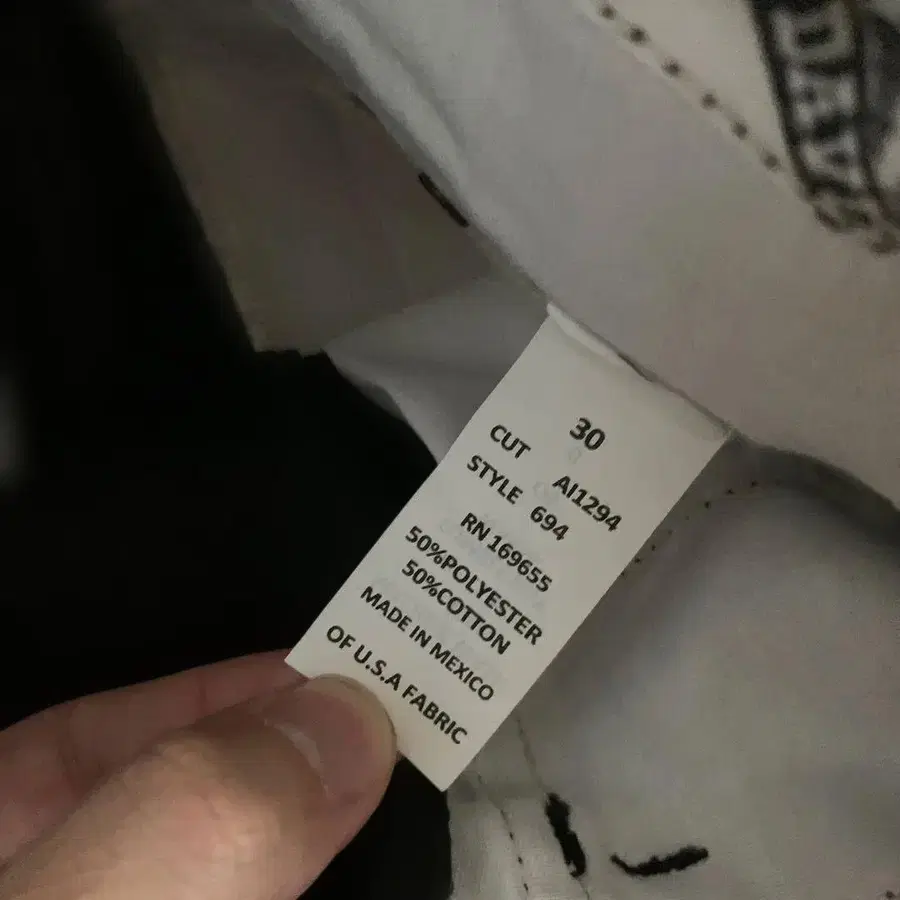 30
CUT AI1294
STYLE 694
RN 169655
50%POLYESTER
50%COTTON
MADE IN MEXICO
OF U.S.A FABRIC